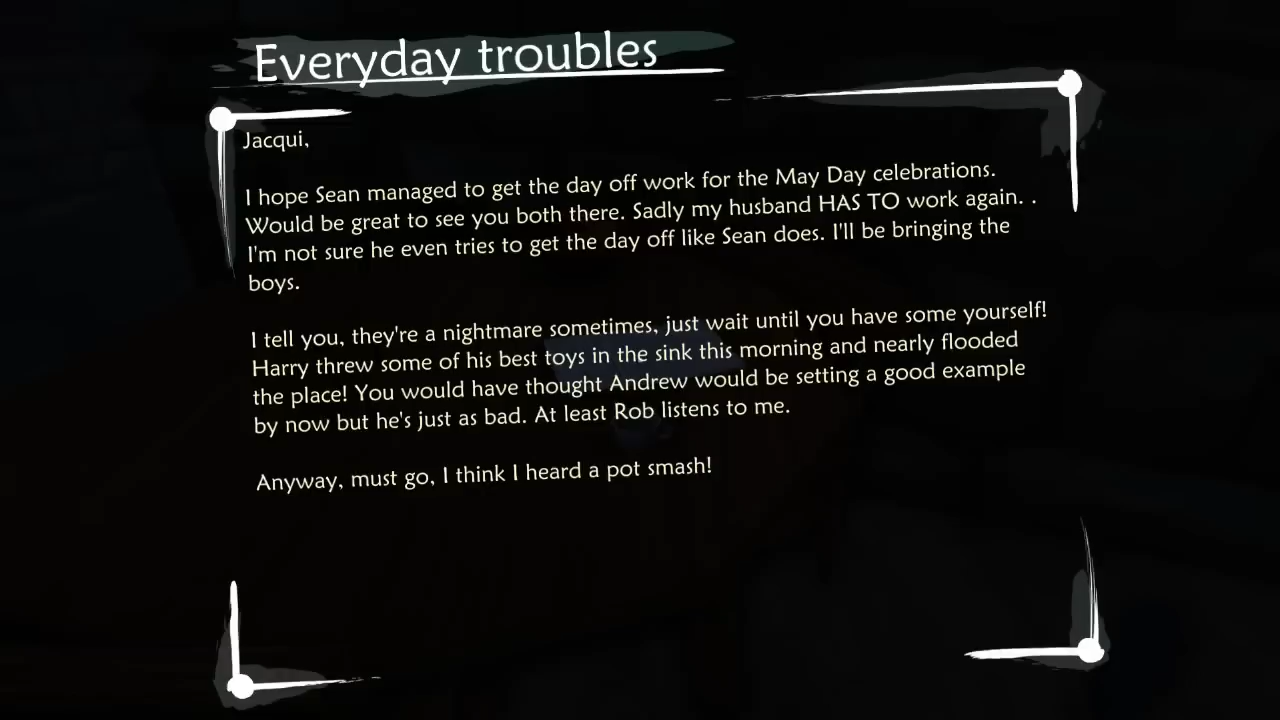 Everyday troubles
Jacqui,
I hope Sean managed to get the day off work for the May Day celebrations.
Would be great to see you both there. Sadly my husband HAS TO work again. .
I'm not sure he even tries to get the day off like Sean does. I'll be bringing the
boys.
I tell you, they're a nightmare sometimes, just wait until you have some yourself!
Harry threw some of his best toys in the sink this morning and nearly flooded
the place! You would have thought Andrew would be setting a good example
by now but he's just as bad. At least Rob listens to me.
Anyway, must go, I think I heard a pot smash!